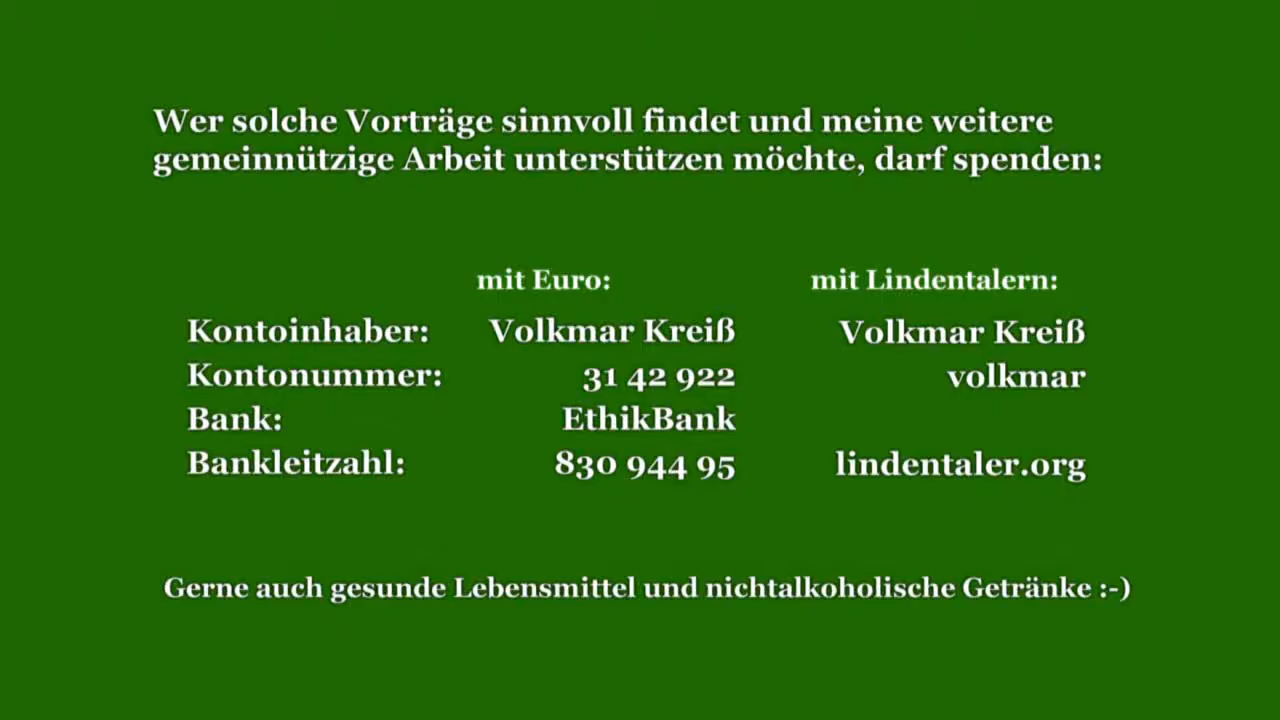 Wer solche Vorträge sinnvoll findet und meine weitere
gemeinnützige Arbeit unterstützen möchte, darf spenden:
mit Euro: mit Lindentalern:
Kontoinhaber: Volkmar Kreiß Volkmar Kreiß
Kontonummer: 31 42 922 volkmar
Bank: EthikBank
Bankleitzahl: 830 944 95 lindentaler.org
Gerne auch gesunde Lebensmittel und nichtalkoholische Getränke :-)